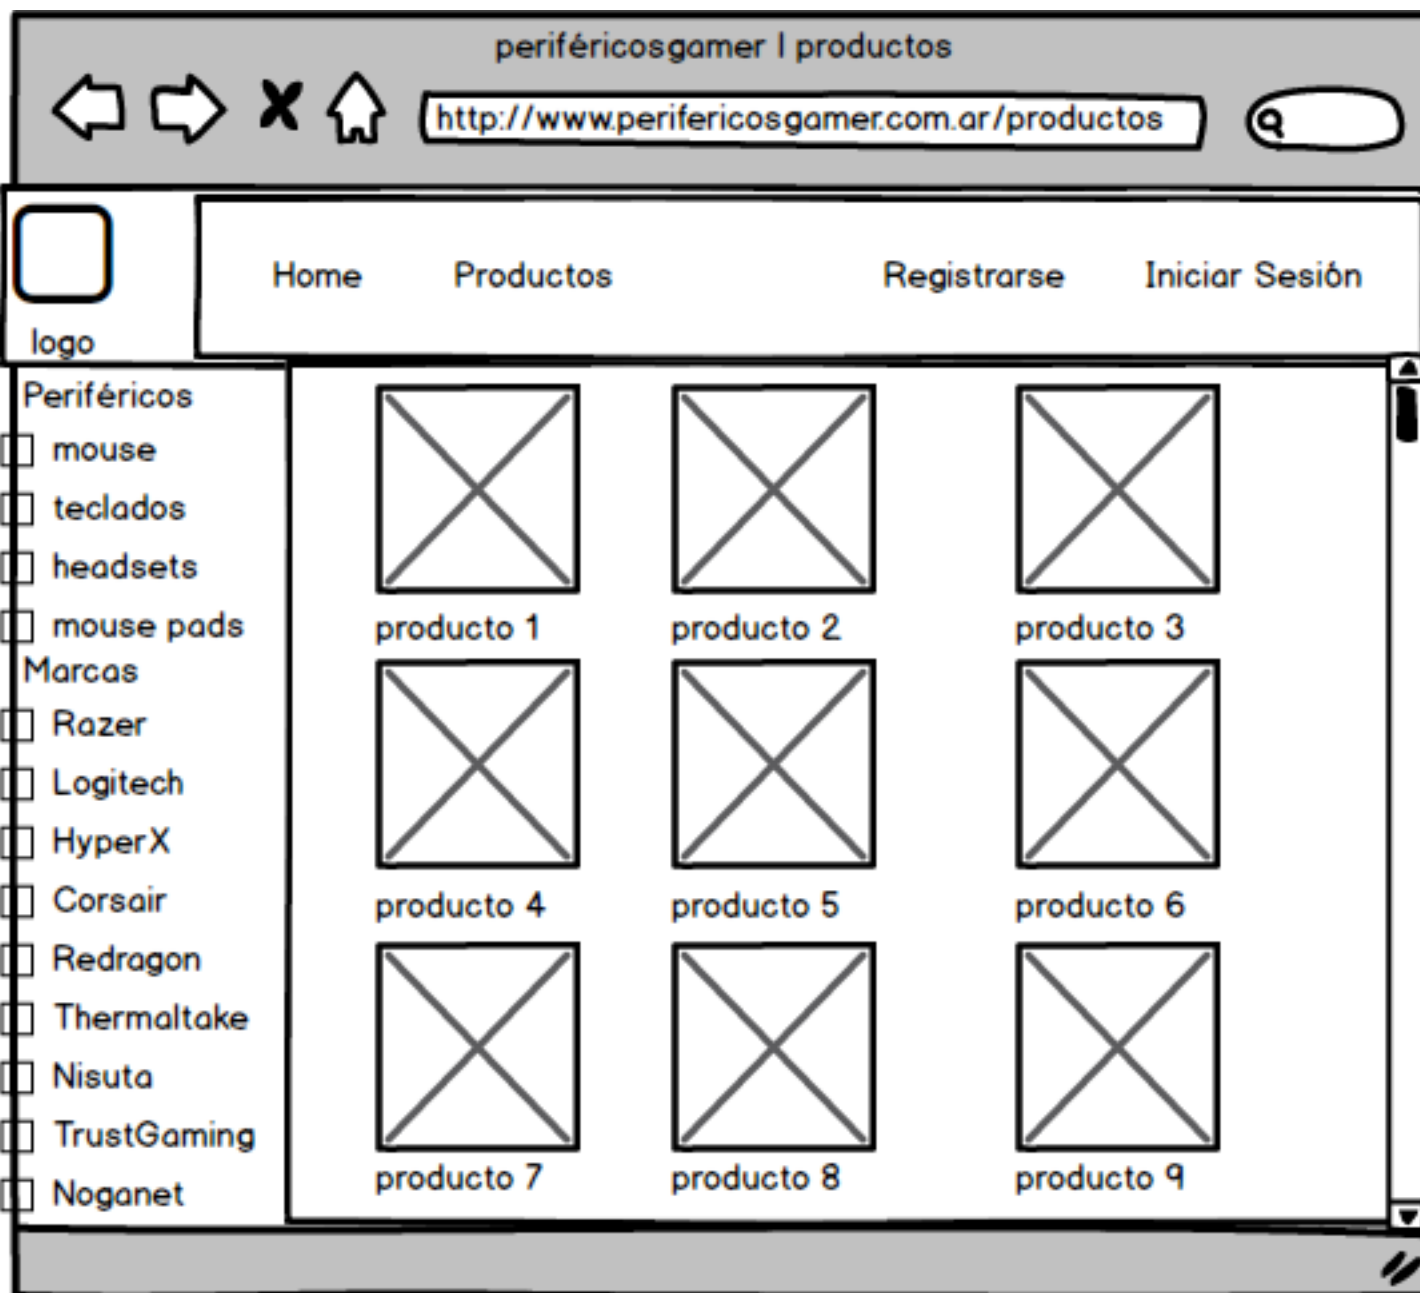 periféricosgamer | productos
http://www.perifericosgamer.com.ar/productos
Home Productos Registrarse Iniciar Sesión
logo
Periféricos
mouse
teclados
headsets
mouse pads
Marcas
Razer
Logitech
HyperX
Corsair
Redragon
Thermaltake
Nisuta
TrustGaming
Noganet
producto 1 producto 2 producto 3
producto 4 producto 5 producto 6
producto 7 producto 8 producto 9